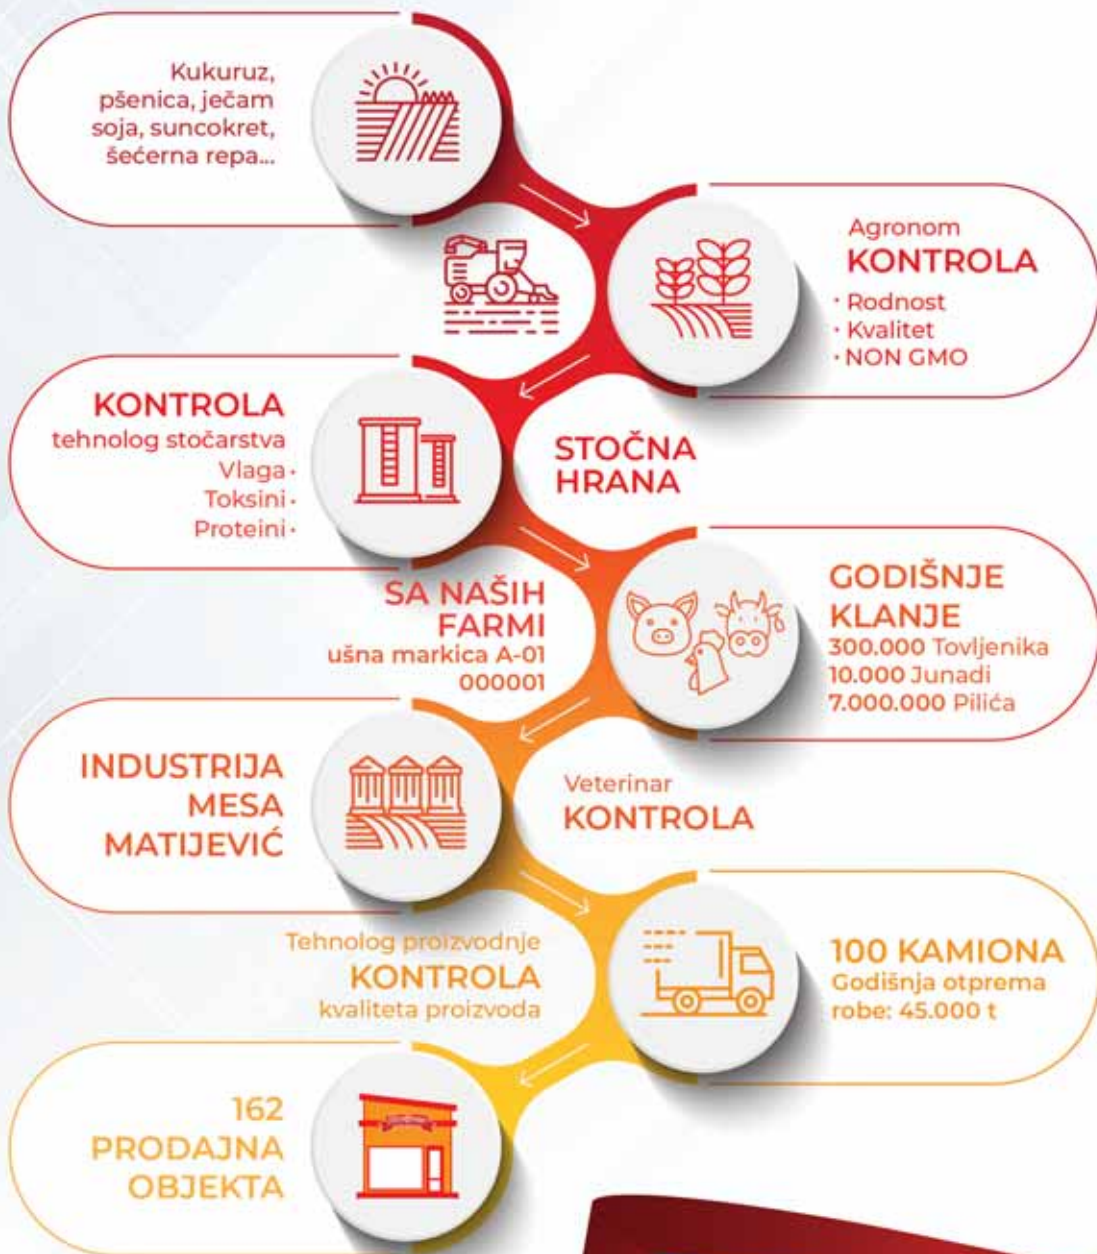 Kukuruz,
pšenica, ječam
soja, suncokret,
šećerna repa...
Agronom
KONTROLA
• Rodnost
• Kvalitet
• NON GMO
KONTROLA
tehnolog stočarstva
Vlaga •
Toksini •
Proteini •
STOČNA
HRANA
SA NAŠIH
FARMI
ušna markica A-01
000001
GODIŠNJE
KLANJE
300.000 Tovljenika
10.000 Junadi
7.000.000 Pilića
INDUSTRIJA
MESA
MATIJEVIĆ
Veterinar
KONTROLA
Tehnolog proizvodnje
KONTROLA
kvaliteta proizvoda
100 KAMIONA
Godišnja otprema
robe: 45.000 t
162
PRODAJNA
OBJEKTA